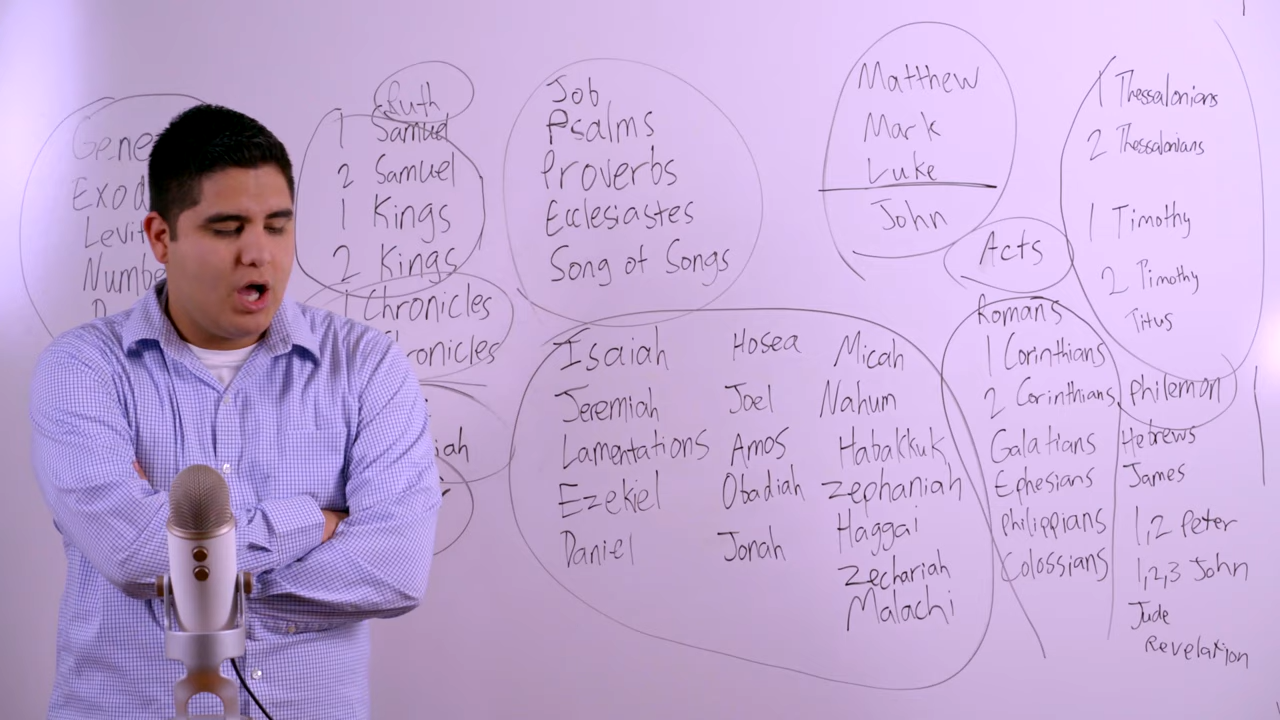 Ruth
1 Samuel
2 Samuel
1 Kings
2 Kings
1 Chronicles
Job
Psalms
Proverbs
Ecclesiastes
Song of Songs
Isaiah
Jeremiah
Lamentations
Ezekiel
Daniel
Hosea
Joel
Amos
Obadiah
Jonah
Micah
Nahum
Habakkuk
Zephaniah
Haggai
Zechariah
Malachi
Matthew
Mark
Luke
John
Acts
Romans
1 Corinthians
2 Corinthians
Galatians
Ephesians
Philippians
Colossians
1 Thessalonians
2 Thessalonians
1 Timothy
2 Timothy
Titus
Philemon
Hebrews
James
1,2 Peter
1,2,3 John
Jude
Revelation